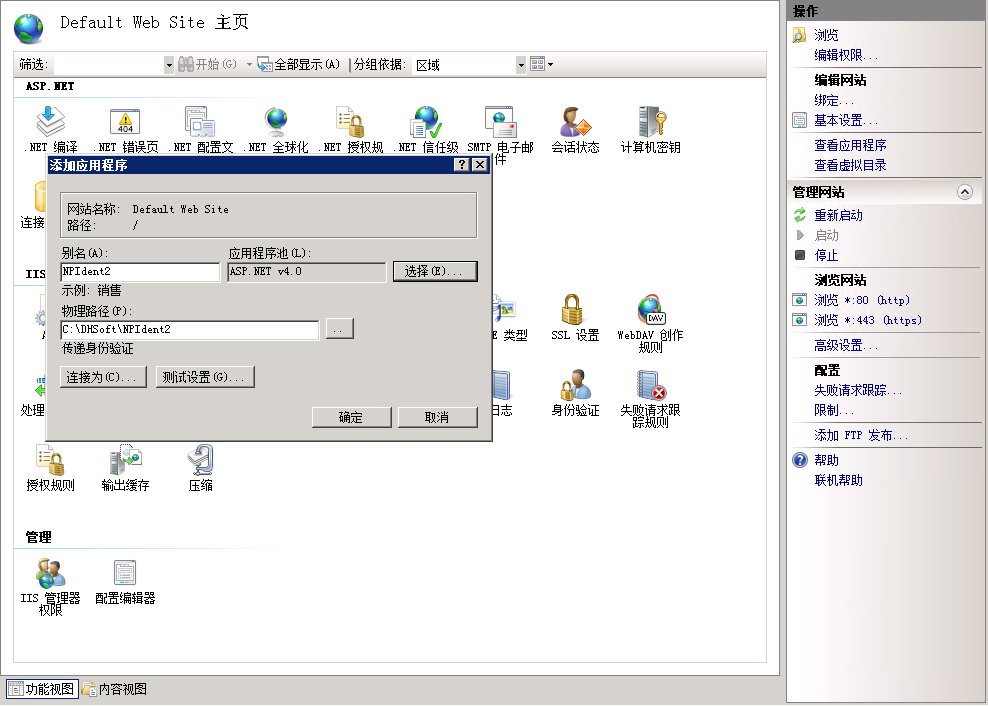 Default Web Site 主页
筛选:
开始(G)
全部显示(A)
分组依据:
区域
ASP.NET
.NET 编译
.NET 错误页
.NET 配置文
.NET 全球化
.NET 授权规
.NET 信任级
SMTP 电子邮
件
会话状态
计算机密钥
添加应用程序
网站名称: Default Web Site
路径: /
别名(A):
应用程序池(L):
NPIdent2
ASP.NET v4.0
选择(E)...
示例: 销售
物理路径(P):
C:\DHSoft\NPIdent2
..
传递身份验证
连接为(C)...
测试设置(G)...
确定
取消
连接
IIS
E 类型
SSL 设置
WebDAV 创作
规则
处理
日志
身份验证
失败请求跟
踪规则
授权规则
输出缓存
压缩
管理
IIS 管理器
权限
配置编辑器
功能视图
内容视图
操作
浏览
编辑权限...
编辑网站
绑定...
基本设置...
查看应用程序
查看虚拟目录
管理网站
重新启动
启动
停止
浏览网站
浏览 *:80 (http)
浏览 *:443 (https)
高级设置...
配置
失败请求跟踪...
限制...
添加 FTP 发布...
帮助
联机帮助